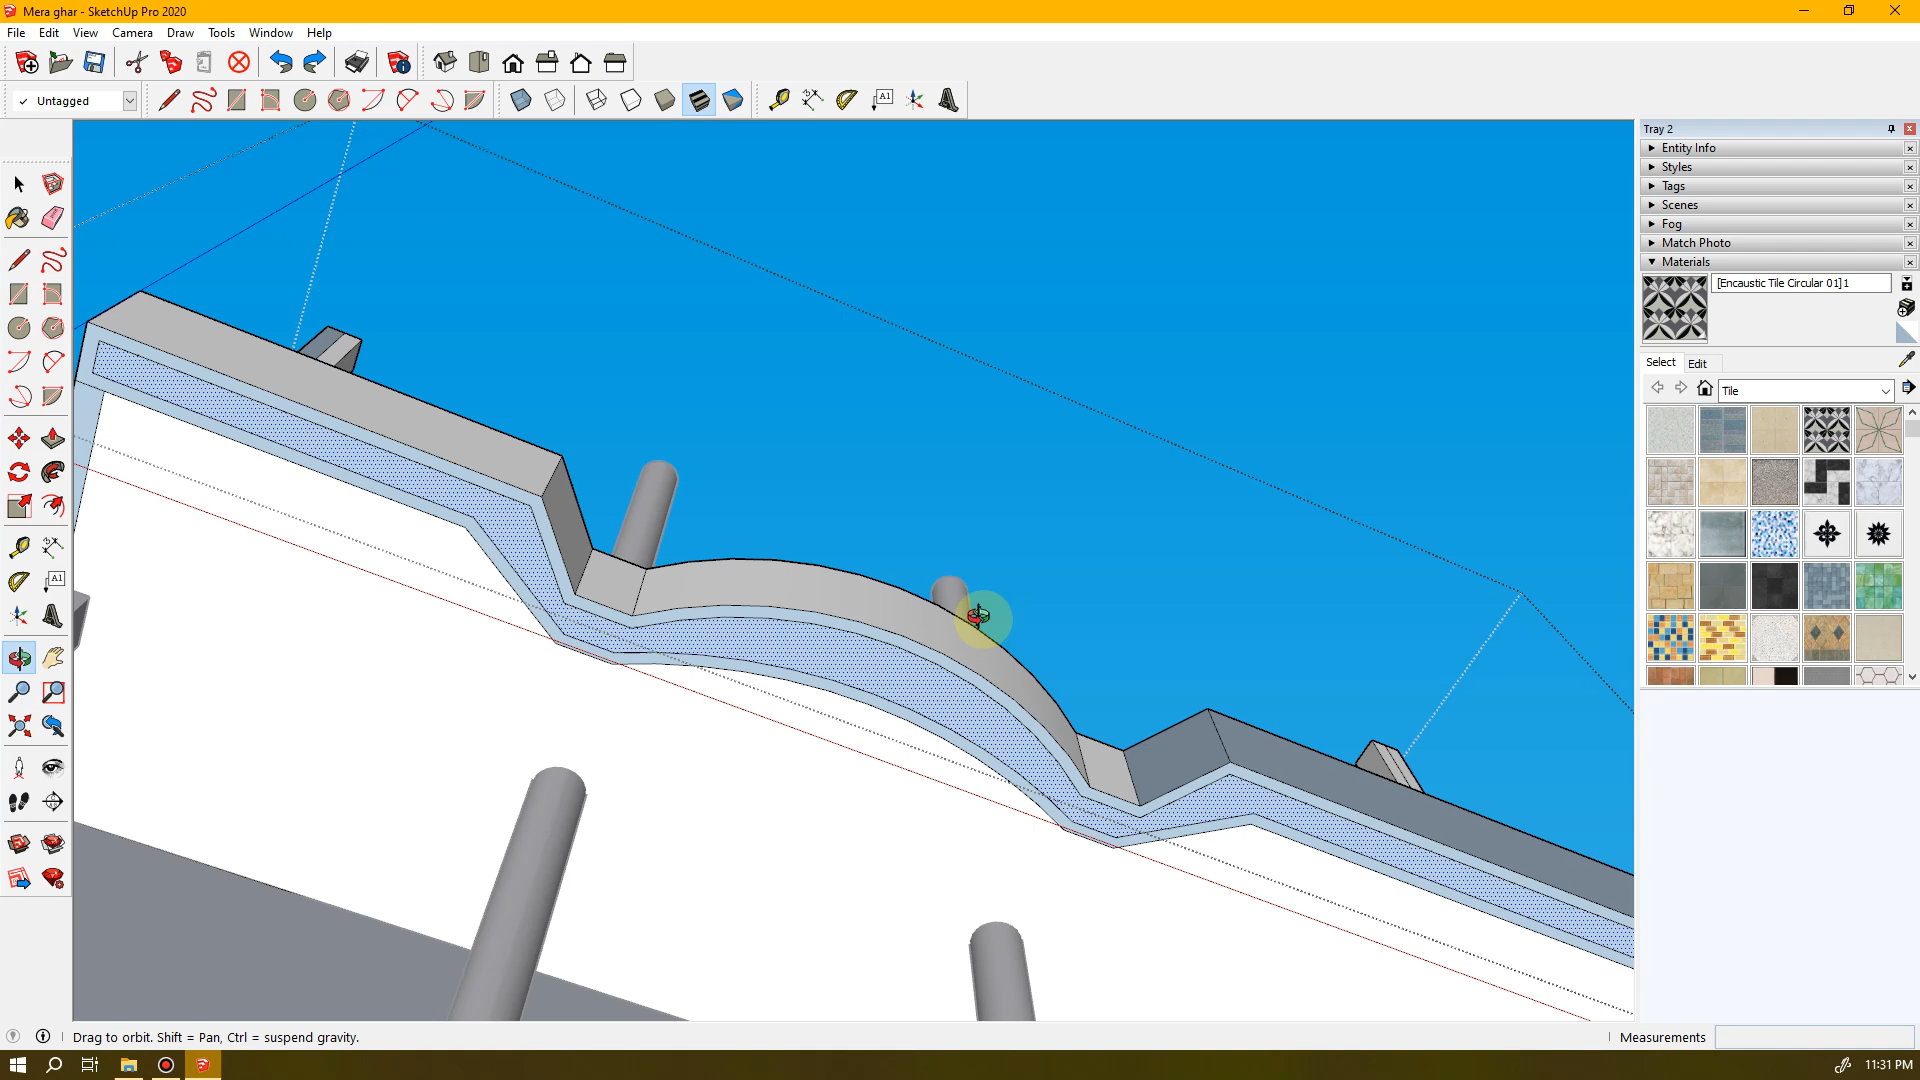 Mera ghar - SketchUp Pro 2020
File Edit View Camera Draw Tools Window Help
Untagged
A1
Tray 2
Entity Info
Styles
Tags
Scenes
Fog
Match Photo
Materials
[Encaustic Tile Circular 01]1
Select Edit
Tile
A1
Drag to orbit. Shift = Pan, Ctrl = suspend gravity.
Measurements
11:31 PM